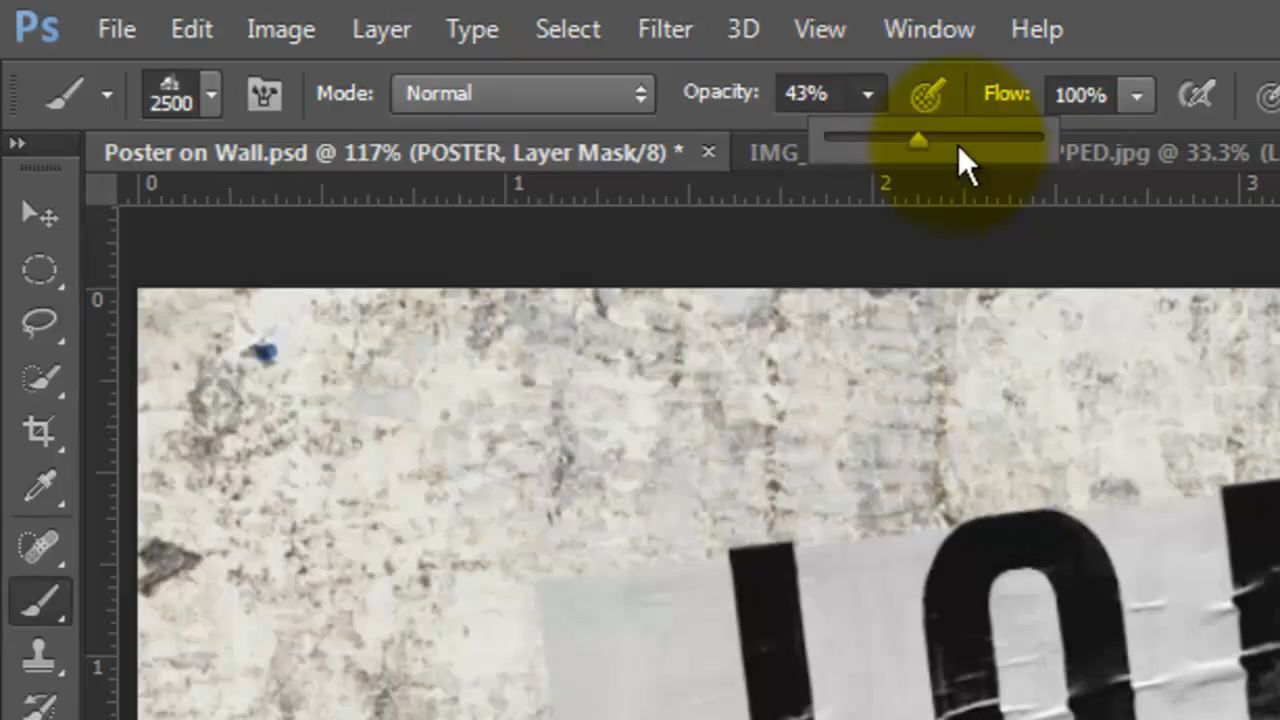 Ps File Edit Image Layer Type Select Filter 3D View Window Help
2500 Mode: Normal Opacity: 43% Flow: 100%
Poster on Wall.psd @ 117% (POSTER, Layer Mask/8) * × IMG_ PPED.jpg @ 33.3% (L
0 1 2 3
0
1